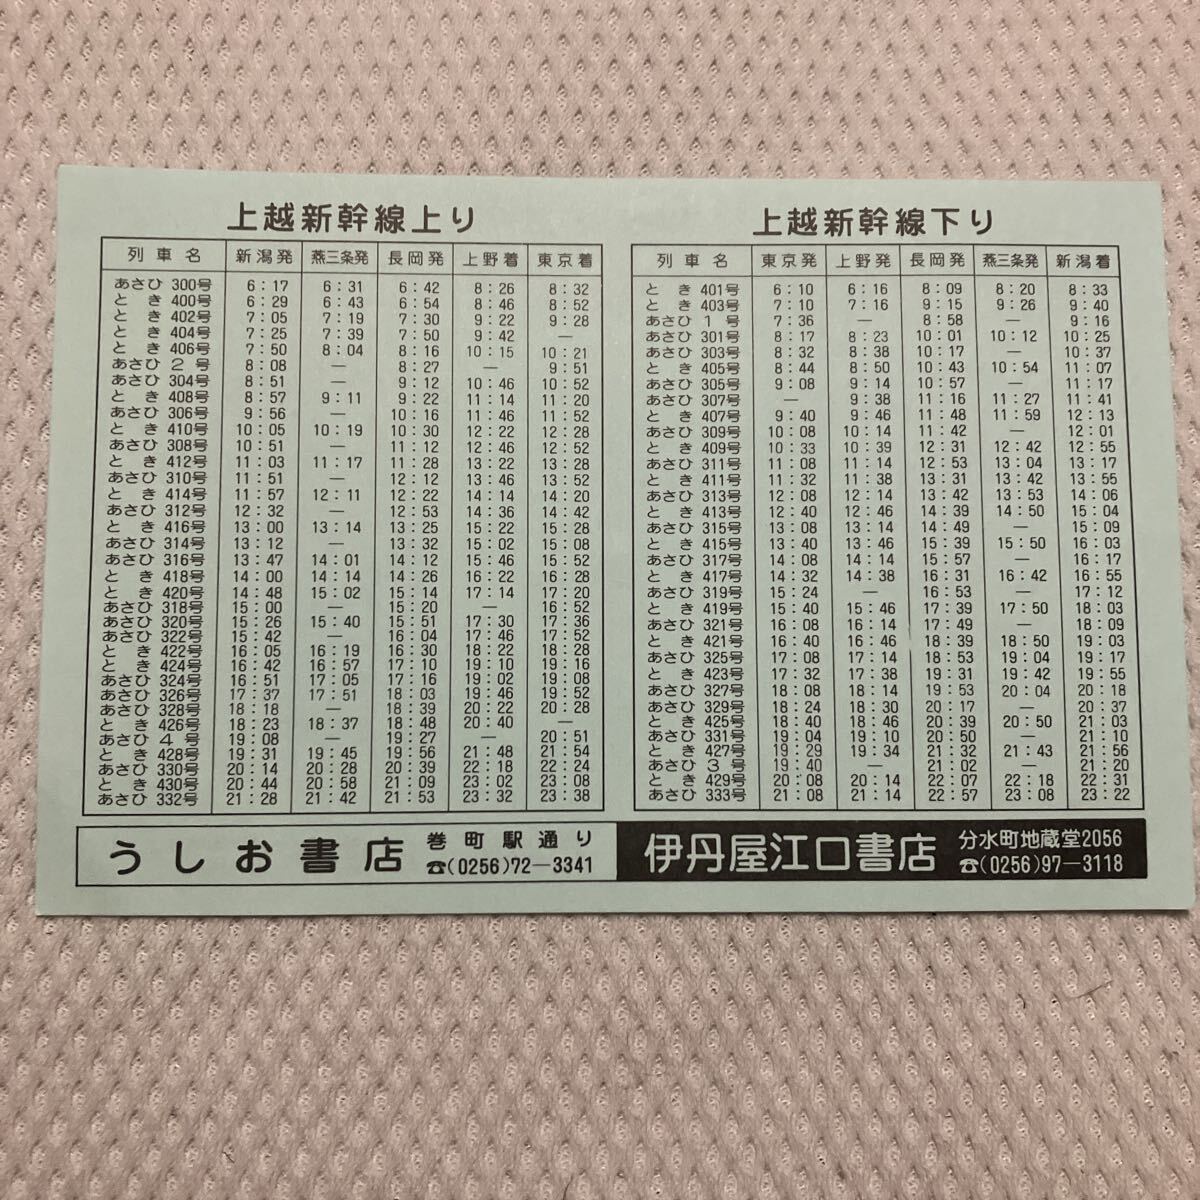 上越新幹線上り
列車名 新潟発 燕三条発 長岡発 上野着 東京着
あさひ 300号 6:17 6:31 6:42 8:26 8:32
とき 400号 6:29 6:43 6:54 8:46 8:52
とき 402号 7:05 7:19 7:30 9:22 9:28
とき 404号 7:25 7:39 7:50 9:42 —
とき 406号 7:50 8:04 8:16 10:15 10:21
あさひ 2号 8:08 — 8:27 — 9:51
あさひ 304号 8:51 — 9:12 10:46 10:52
とき 408号 8:57 9:11 9:22 11:14 11:20
あさひ 306号 9:56 — 10:16 11:46 11:52
とき 410号 10:05 10:19 10:30 12:22 12:28
あさひ 308号 10:51 — 11:12 12:46 12:52
とき 412号 11:03 11:17 11:28 13:22 13:28
あさひ 310号 11:51 — 12:12 13:46 13:52
とき 414号 11:57 12:11 12:22 14:14 14:20
あさひ 312号 12:32 — 12:53 14:36 14:42
とき 416号 13:00 13:14 13:25 15:22 15:28
あさひ 314号 13:12 — 13:32 15:02 15:08
あさひ 316号 13:47 14:01 14:12 15:46 15:52
とき 418号 14:00 14:14 14:26 16:22 16:28
とき 420号 14:48 15:02 15:14 17:14 17:20
あさひ 318号 15:00 — 15:20 — 16:52
あさひ 320号 15:26 15:40 15:51 17:30 17:36
あさひ 322号 15:42 — 16:04 17:46 17:52
とき 422号 16:05 16:19 16:30 18:22 18:28
とき 424号 16:42 16:57 17:10 19:10 19:16
あさひ 324号 16:51 17:05 17:16 19:02 19:08
あさひ 326号 17:37 17:51 18:03 19:46 19:52
あさひ 328号 18:18 — 18:39 20:22 20:28
とき 426号 18:23 18:37 18:48 20:40 —
あさひ 4号 19:08 — 19:27 — 20:51
とき 428号 19:31 19:45 19:56 21:48 21:54
あさひ 330号 20:14 20:28 20:39 22:18 22:24
とき 430号 20:44 20:58 21:09 23:02 23:08
あさひ 332号 21:28 21:42 21:53 23:32 23:38
上越新幹線下り
列車名 東京発 上野発 長岡発 燕三条発 新潟着
とき 401号 6:10 6:16 8:09 8:20 8:33
とき 403号 7:10 7:16 9:15 9:26 9:40
あさひ 1号 7:36 — 8:58 — 9:16
あさひ 301号 8:17 8:23 10:01 10:12 10:25
あさひ 303号 8:32 8:38 10:17 — 10:37
とき 405号 8:44 8:50 10:43 10:54 11:07
あさひ 305号 9:08 9:14 10:57 — 11:17
あさひ 307号 — 9:38 11:16 11:27 11:41
とき 407号 9:40 9:46 11:48 11:59 12:13
あさひ 309号 10:08 10:14 11:42 — 12:01
とき 409号 10:33 10:39 12:31 12:42 12:55
あさひ 311号 11:08 11:14 12:53 13:04 13:17
とき 411号 11:32 11:38 13:31 13:42 13:55
あさひ 313号 12:08 12:14 13:42 13:53 14:06
とき 413号 12:40 12:46 14:39 14:50 15:04
あさひ 315号 13:08 13:14 14:49 — 15:09
とき 415号 13:40 13:46 15:39 15:50 16:03
あさひ 317号 14:08 14:14 15:57 — 16:17
とき 417号 14:32 14:38 16:31 16:42 16:55
あさひ 319号 15:24 — 16:53 — 17:12
とき 419号 15:40 15:46 17:39 17:50 18:03
あさひ 321号 16:08 16:14 17:49 — 18:09
とき 421号 16:40 16:46 18:39 18:50 19:03
あさひ 325号 17:08 17:14 18:53 19:04 19:17
とき 423号 17:32 17:38 19:31 19:42 19:55
あさひ 327号 18:08 18:14 19:53 20:04 20:18
あさひ 329号 18:24 18:30 20:17 — 20:37
とき 425号 18:40 18:46 20:39 20:50 21:03
あさひ 331号 19:04 19:10 20:50 — 21:10
とき 427号 19:29 19:34 21:32 21:43 21:56
あさひ 3号 19:40 — 21:02 — 21:20
とき 429号 20:08 20:14 22:07 22:18 22:31
あさひ 333号 21:08 21:14 22:57 23:08 23:22
うしお書店
巻町駅通り
☎(0256)72—3341
伊丹屋江口書店
分水町地蔵堂2056
☎(0256)97—3118